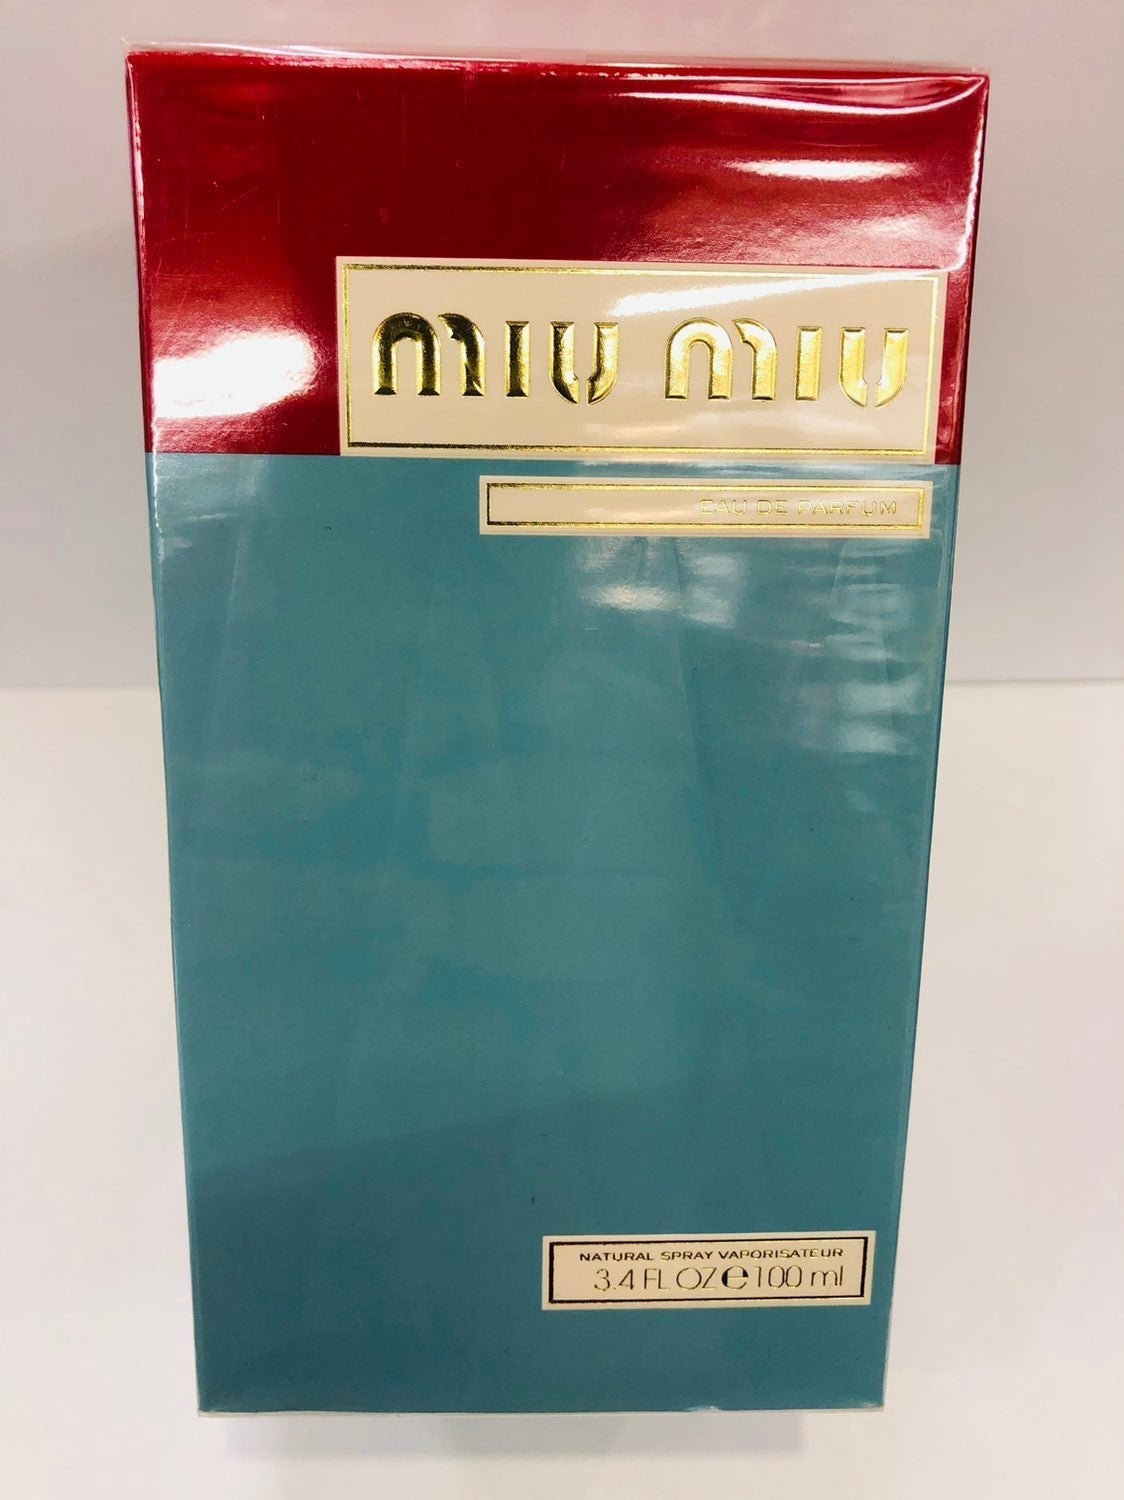 miu miu
EAU DE PARFUM
NATURAL SPRAY VAPORISATEUR
3.4 FL OZ e 100 ml